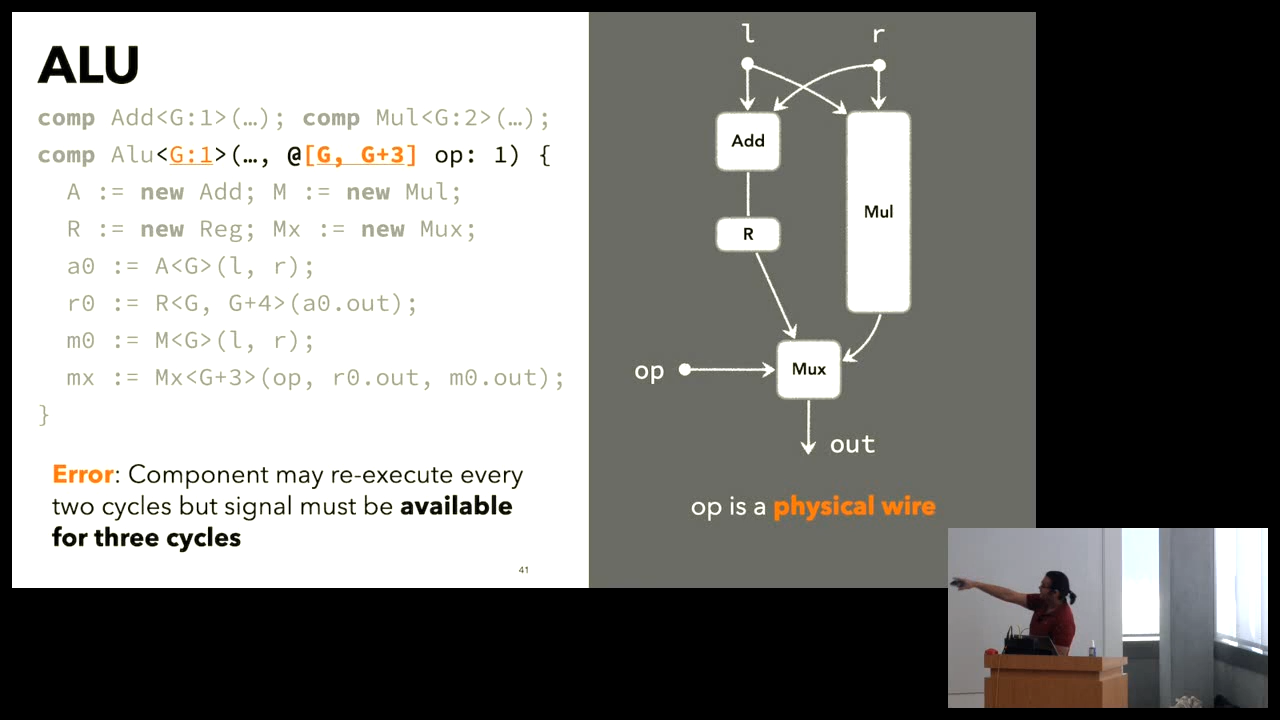 ALU
comp Add<G:1>(…); comp Mul<G:2>(…);
comp Alu<G:1>(…, @[G, G+3] op: 1) {
A := new Add; M := new Mul;
R := new Reg; Mx := new Mux;
a0 := A<G>(l, r);
r0 := R<G, G+4>(a0.out);
m0 := M<G>(l, r);
mx := Mx<G+3>(op, r0.out, m0.out);
}
Error: Component may re-execute every
two cycles but signal must be available
for three cycles
41
l r
Add
Mul
R
op
Mux
out
op is a physical wire